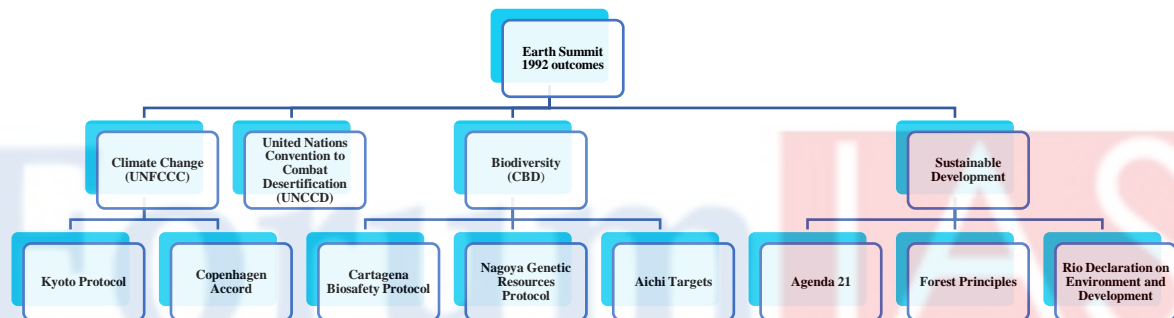 Earth Summit
1992 outcomes
Climate Change
(UNFCCC)
United Nations
Convention to
Combat
Desertification
(UNCCD)
Biodiversity
(CBD)
Sustainable
Development
Kyoto Protocol
Copenhagen
Accord
Cartagena
Biosafety Protocol
Nagoya Genetic
Resources
Protocol
Aichi Targets
Agenda 21
Forest Principles
Rio Declaration on
Environment and
Development
Forum IAS